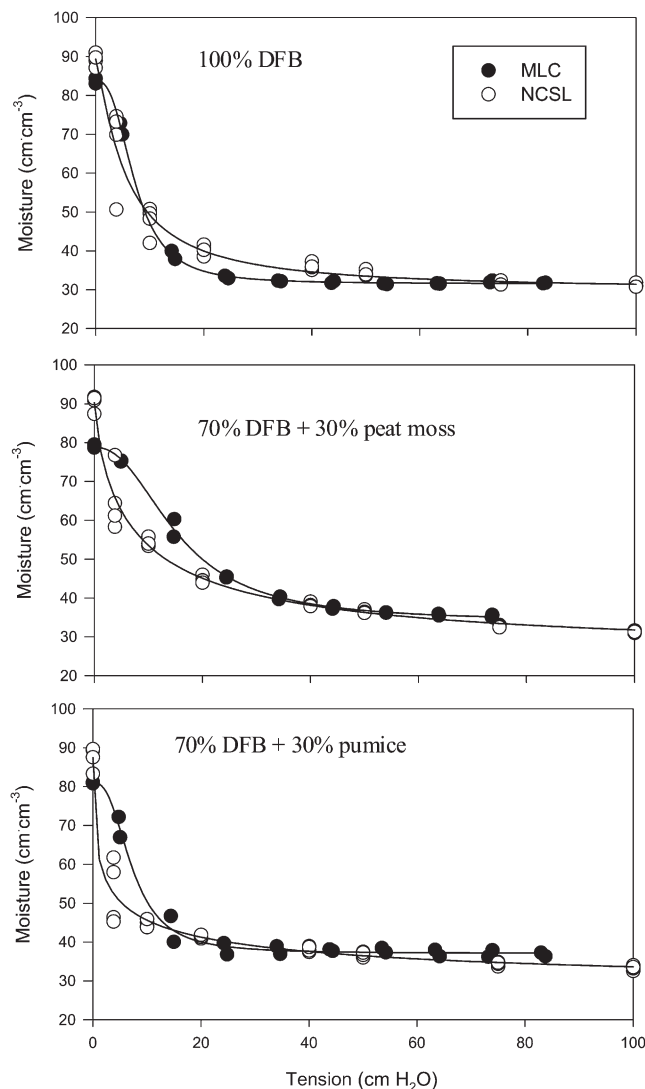 100
100% DFB
MLC
NCSL
90
80
70
60
50
40
30
20
Moisture (cm·cm⁻³)
100
70% DFB + 30% peat moss
90
80
70
60
50
40
30
20
Moisture (cm·cm⁻³)
100
70% DFB + 30% pumice
90
80
70
60
50
40
30
20
Moisture (cm·cm⁻³)
0 20 40 60 80 100
Tension (cm H₂O)